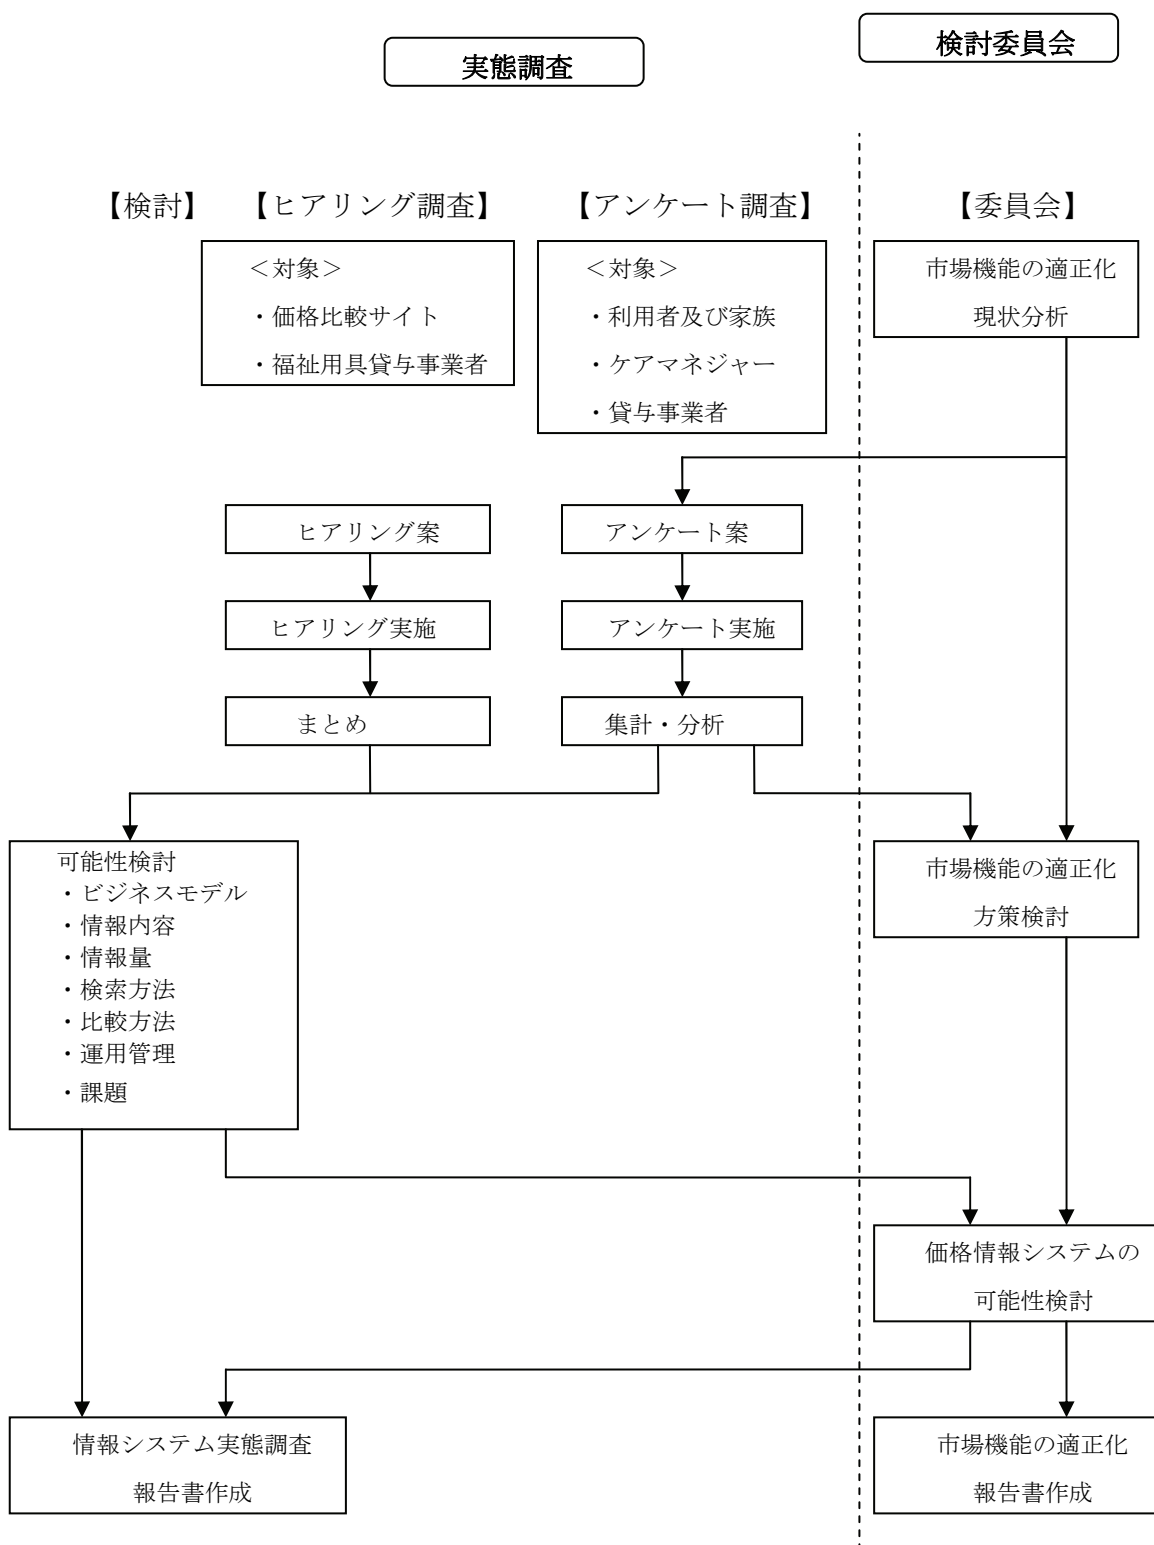 実態調査
検討委員会
【検討】
【ヒアリング調査】
【アンケート調査】
【委員会】
＜対象＞
・価格比較サイト
・福祉用具貸与事業者
＜対象＞
・利用者及び家族
・ケアマネジャー
・貸与事業者
市場機能の適正化
現状分析
ヒアリング案
アンケート案
ヒアリング実施
アンケート実施
まとめ
集計・分析
可能性検討
・ビジネスモデル
・情報内容
・情報量
・検索方法
・比較方法
・運用管理
・課題
市場機能の適正化
方策検討
価格情報システムの
可能性検討
情報システム実態調査
報告書作成
市場機能の適正化
報告書作成